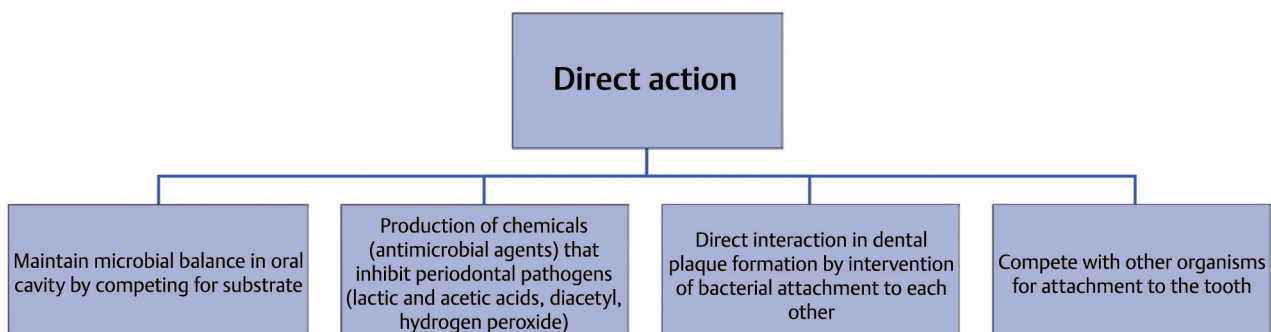 Direct action
Maintain microbial balance in oral
cavity by competing for substrate
Production of chemicals
(antimicrobial agents) that
inhibit periodontal pathogens
(lactic and acetic acids, diacetyl,
hydrogen peroxide)
Direct interaction in dental
plaque formation by intervention
of bacterial attachment to each
other
Compete with other organisms
for attachment to the tooth